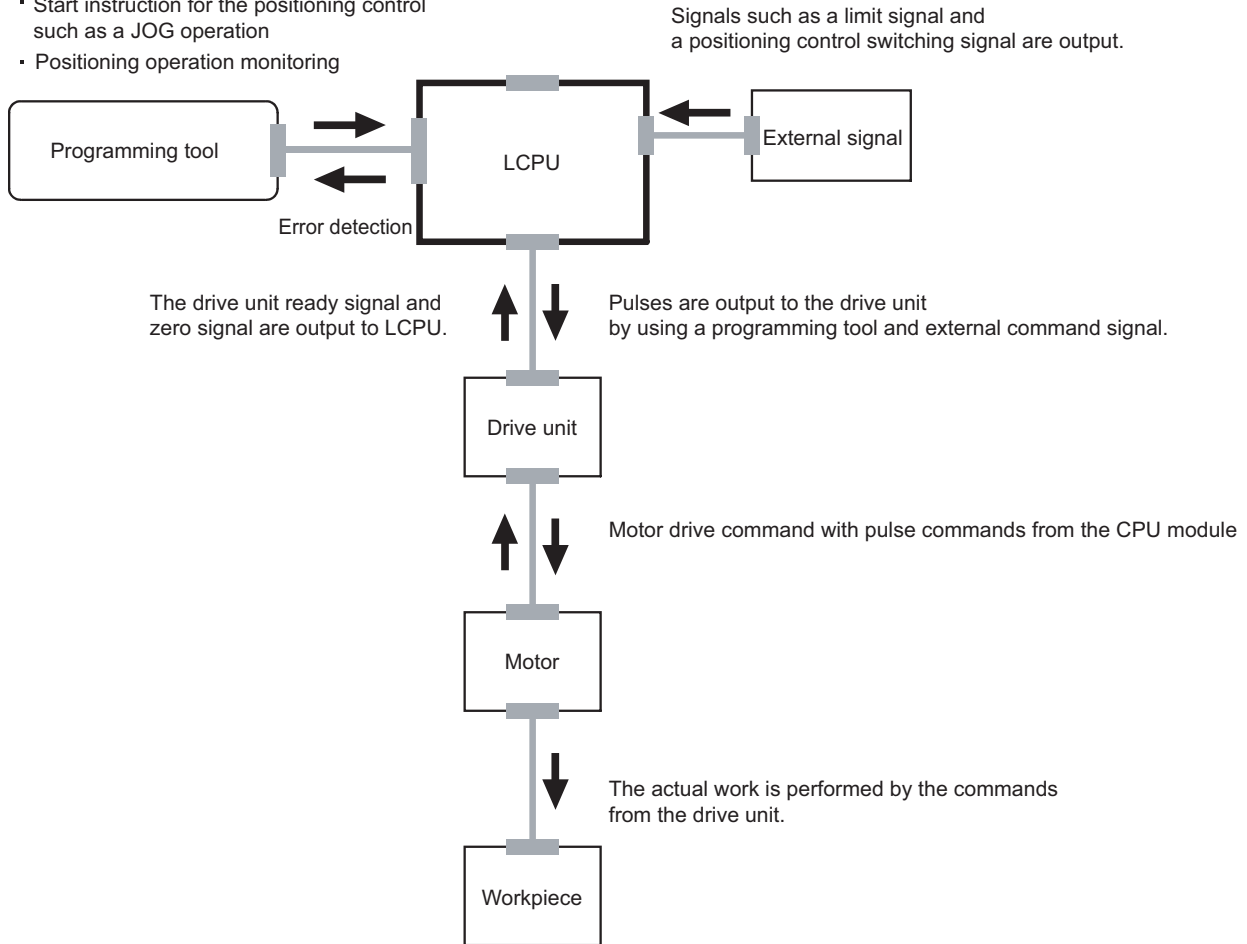 · Start instruction for the positioning control
such as a JOG operation
· Positioning operation monitoring
Signals such as a limit signal and
a positioning control switching signal are output.
Programming tool
LCPU
External signal
Error detection
The drive unit ready signal and
zero signal are output to LCPU.
Pulses are output to the drive unit
by using a programming tool and external command signal.
Drive unit
Motor drive command with pulse commands from the CPU module
Motor
The actual work is performed by the commands
from the drive unit.
Workpiece